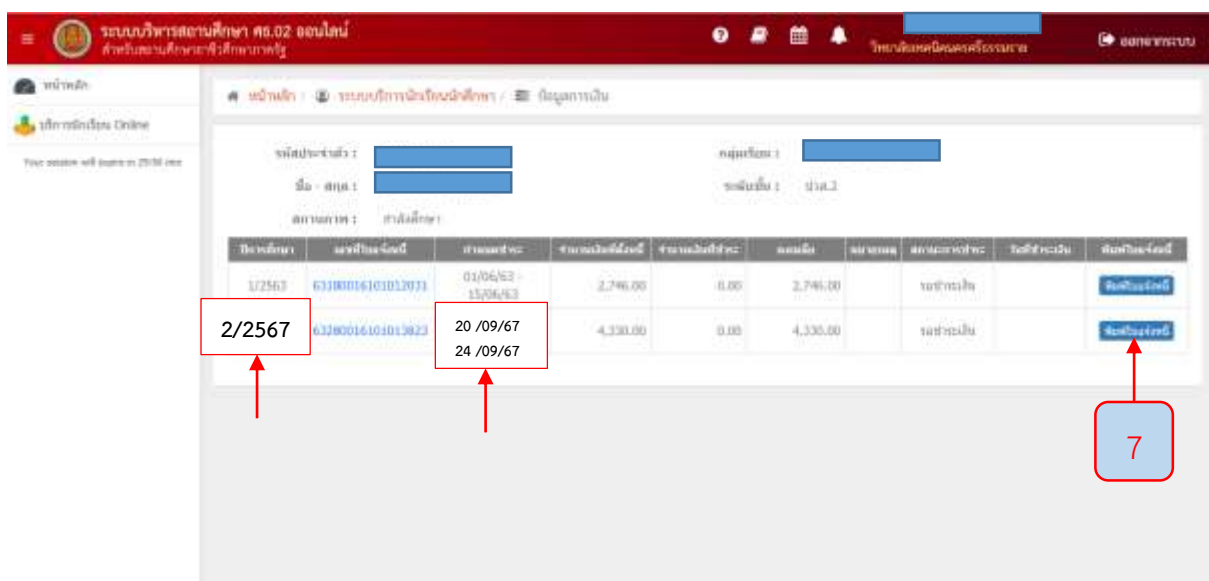 ระบบบริหารสถานศึกษา ศธ.02 ออนไลน์
สำหรับสถานศึกษาอาชีวศึกษาภาครัฐ
ออกจากระบบ
หน้าหลัก
บริการนักเรียน Online
Your session will expire in
หน้าหลัก / ระบบบริการนักเรียนนักศึกษา / ข้อมูลการเงิน
รหัสประจำตัว :
กลุ่มเรียน :
ชื่อ - สกุล :
ระดับชั้น : ปวส.2
สถานภาพ : กำลังศึกษา
ปีการศึกษา เลขที่ใบแจ้งหนี้ กำหนดชำระ จำนวนเงินที่ตั้งหนี้ จำนวนเงินที่ชำระ คงเหลือ หมายเหตุ สถานะการชำระ วันที่ชำระเงิน พิมพ์ใบแจ้งหนี้
1/2563 01/06/63 - 2,746.00 0.00 2,746.00 รอชำระเงิน พิมพ์ใบแจ้งหนี้
15/06/63
2/2567 20 /09/67 4,330.00 0.00 4,330.00 รอชำระเงิน พิมพ์ใบแจ้งหนี้
24 /09/67
7